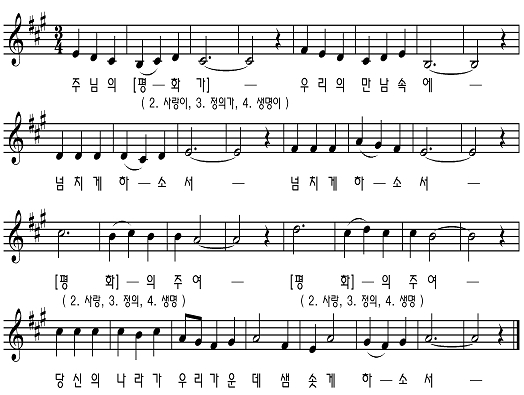 주님의 [평 — 화 가] — 우리의 만남속 에 —
( 2. 사랑이, 3. 정의가, 4. 생명이 )
넘치게 하 — 소 서 — 넘치게 하 — 소 서 —
[평 화] — 의 주여 — [평 화] — 의 주여 —
( 2. 사랑, 3. 정의, 4. 생명 ) ( 2. 사랑, 3. 정의, 4. 생명 )
당신의 나라가 우리가운 데 샘 솟게 하 — 소 서 —